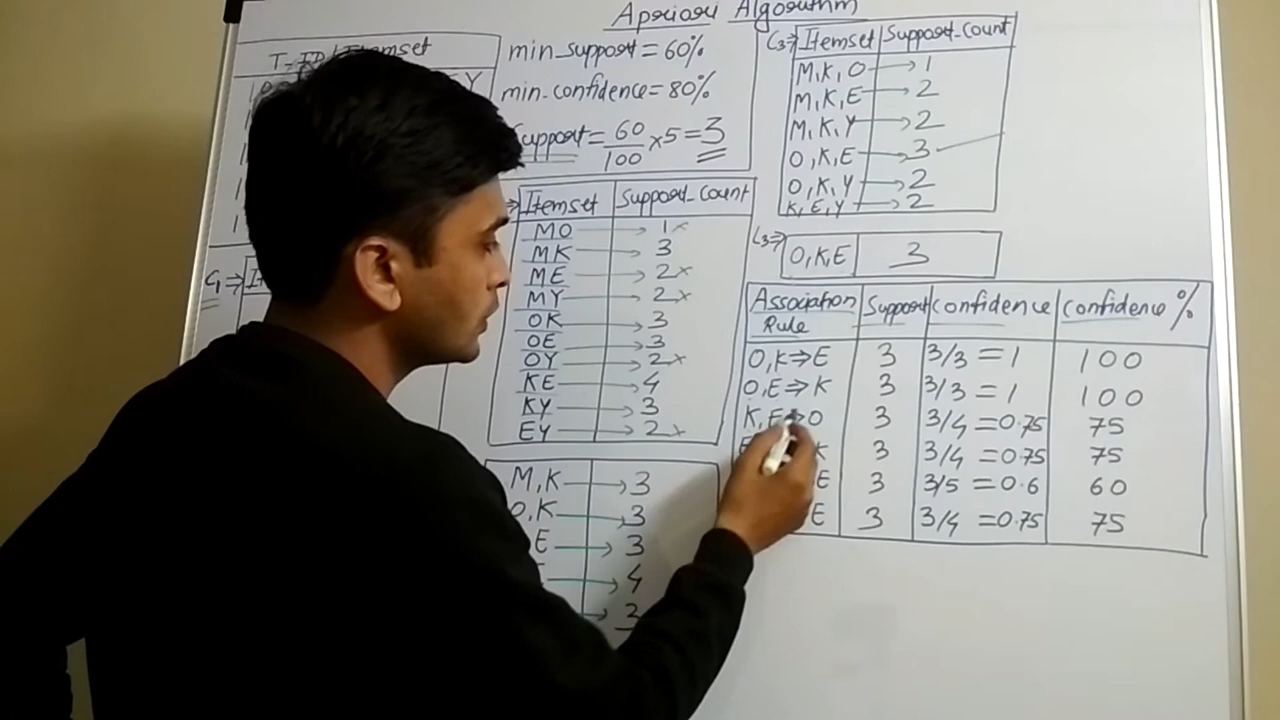 Apriori Algorithm
T-ID Itemset
Y
min_support = 60%
min_confidence = 80%
Support = 60/100 x5 = 3
Itemset Support_Count
MO → 1 x
MK → 3
ME → 2 x
MY → 2 x
OK → 3
OE → 3
OY → 2 x
KE → 4
KY → 3
EY → 2 x
C1 ⇒
M,K → 3
O,K → 3
E → 3
→ 4
→ 3
C3⇒ Itemset Support_Count
M,K,O → 1
M,K,E → 2
M,K,Y → 2
O,K,E → 3
O,K,Y → 2
K,E,Y → 2
L3⇒ O,K,E 3
Association Rule Support Confidence Confidence %
O,K⇒E 3 3/3 = 1 100
O,E⇒K 3 3/3 = 1 100
K,E⇒O 3 3/4 = 0.75 75
K 3 3/4 = 0.75 75
E 3 3/5 = 0.6 60
E 3 3/4 = 0.75 75